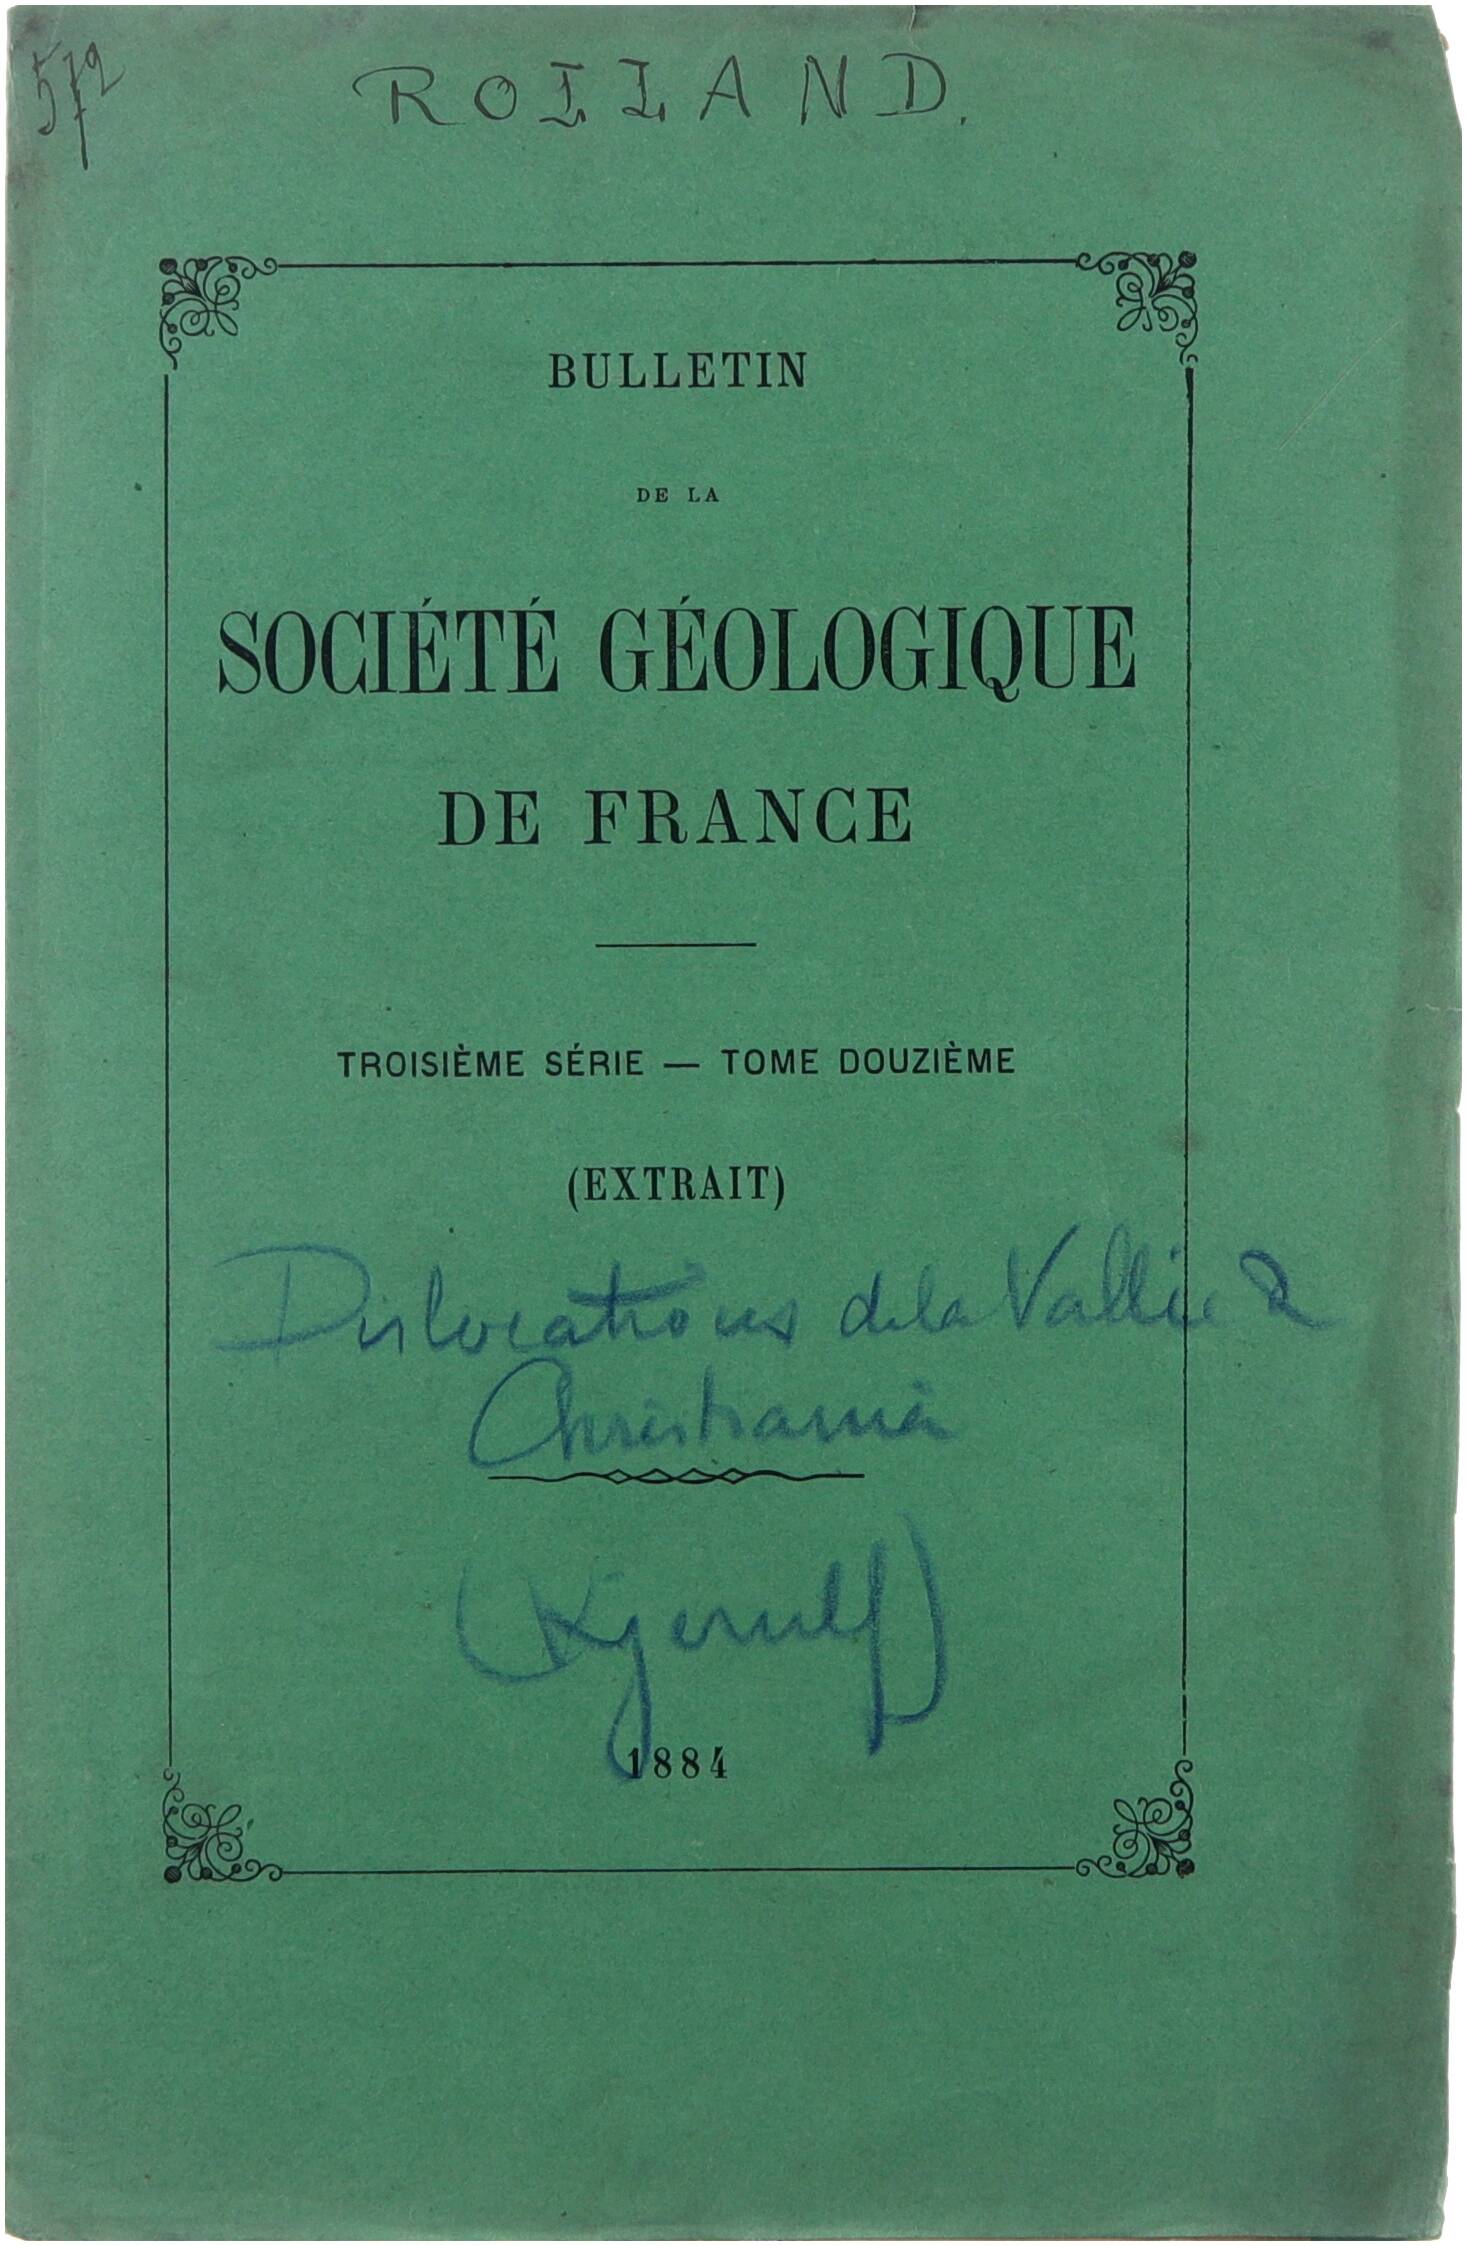 572
ROLLAND.
BULLETIN
DE LA
SOCIÉTÉ GÉOLOGIQUE
DE FRANCE
TROISIÈME SÉRIE — TOME DOUZIÈME
(EXTRAIT)
Dislocations de la Vallée de
Christiania
(Kjerulf)
1884